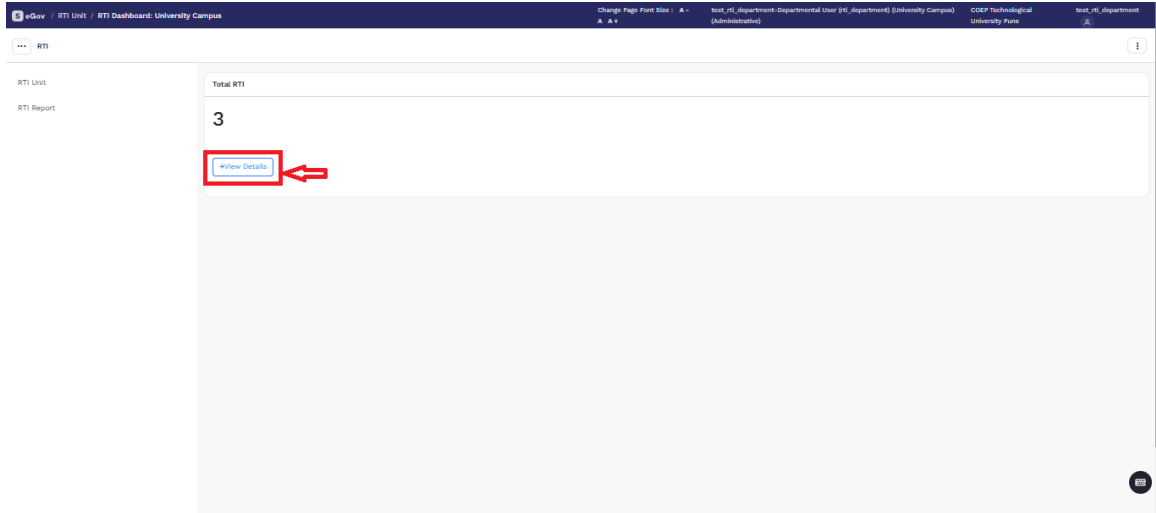 S eGov / RTI Unit / RTI Dashboard: University Campus
Change Page Font Size : A -
A A +
test_rti_department-Departmental User (rti_department) (University Campus)
(Administrative)
COEP Technological
University Pune
test_rti_department
··· RTI
RTI Unit
RTI Report
Total RTI
3
→View Details